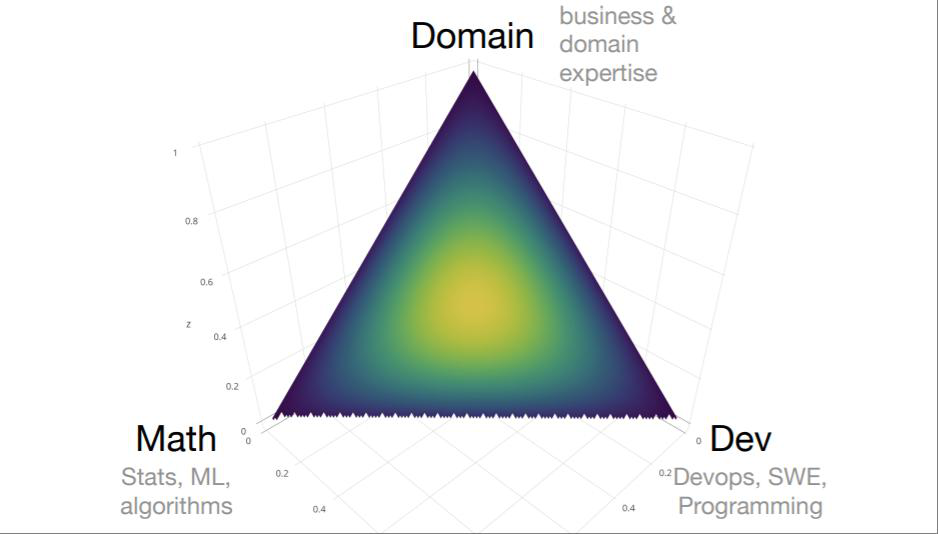 Domain
business &
domain
expertise
1
0.8
0.6
z
0.4
0.2
0
0
0.2
0.4
0
0.2
0.4
Math
Stats, ML,
algorithms
Dev
Devops, SWE,
Programming